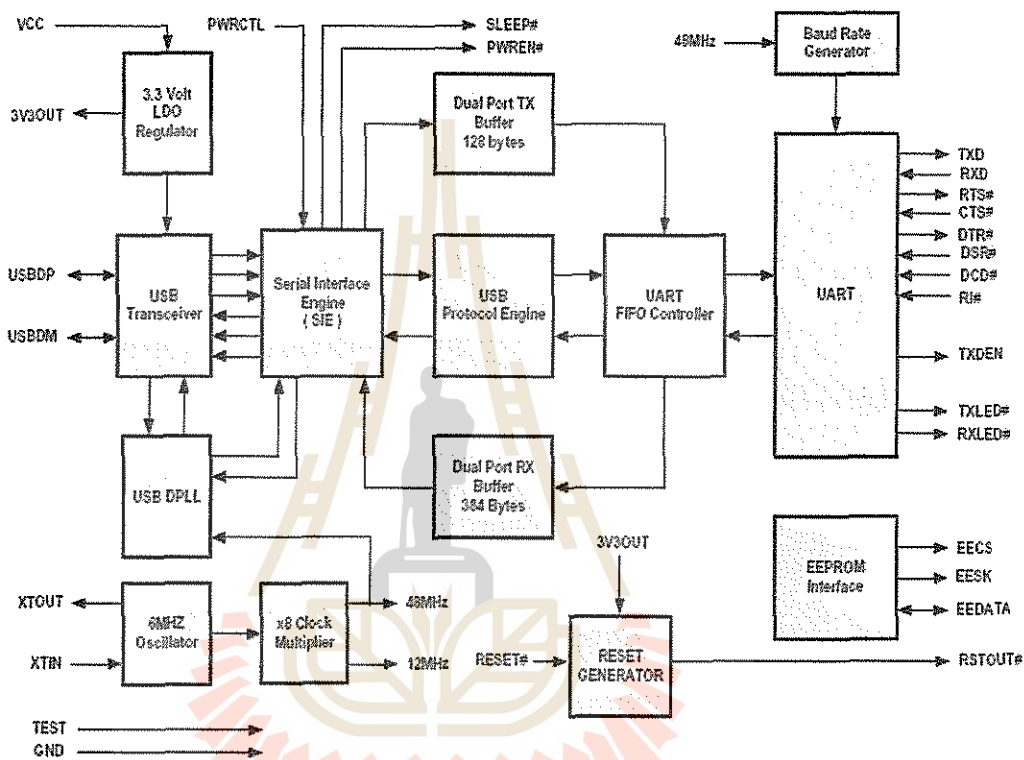 VCC
PWRCTL
SLEEP#
PWREN#
48MHz
Baud Rate
Generator
3V3OUT
3.3 Volt
LDO
Regulator
Dual Port TX
Buffer
128 bytes
TXD
RXD
RTS#
CTS#
DTR#
DSR#
DCD#
RI#
USBDP
USBDM
USB
Transceiver
Serial Interface
Engine
( SIE )
USB
Protocol Engine
UART
FIFO Controller
UART
TXDEN
TXLED#
RXLED#
USB DPLL
Dual Port RX
Buffer
384 Bytes
3V3OUT
EEPROM
Interface
EECS
EESK
EEDATA
XTOUT
XTIN
6MHZ
Oscillator
x8 Clock
Multiplier
48MHz
12MHz
RESET#
RESET
GENERATOR
RSTOUT#
TEST
GND